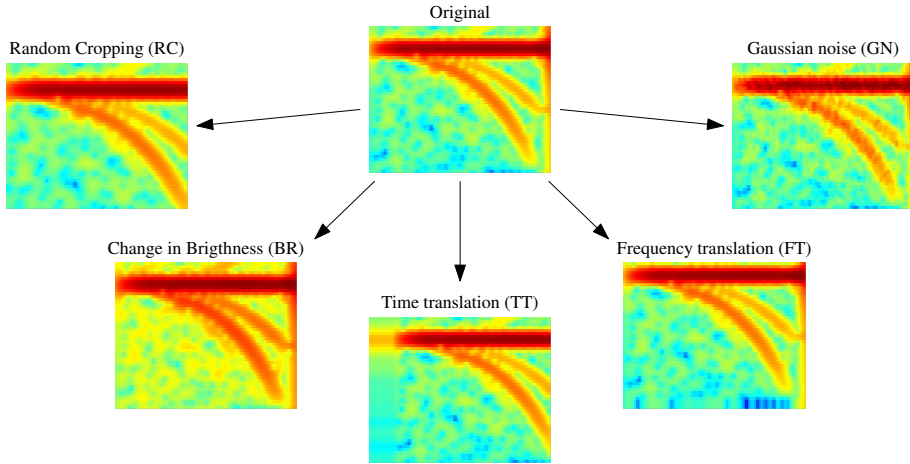 Original
Random Cropping (RC)
Gaussian noise (GN)
Change in Brigthness (BR)
Frequency translation (FT)
Time translation (TT)